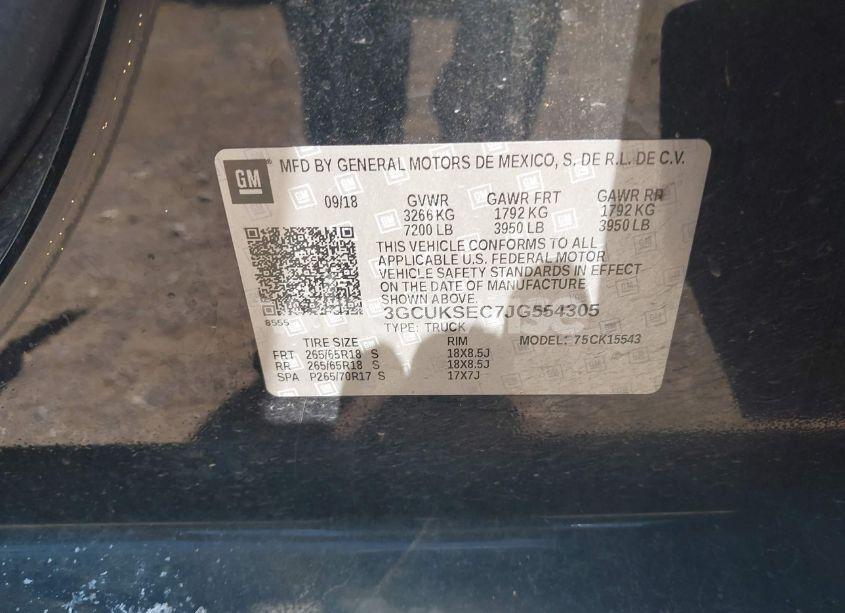 GM
MFD BY GENERAL MOTORS DE MEXICO, S. DE R.L. DE C.V.
09/18 GVWR GAWR FRT GAWR RR
3266 KG 1792 KG 1792 KG
7200 LB 3950 LB 3950 LB
THIS VEHICLE CONFORMS TO ALL
APPLICABLE U.S. FEDERAL MOTOR
VEHICLE SAFETY STANDARDS IN EFFECT
ON THE DATE OF MANUFACTURE
SHOWN ABOVE.
3GCUKSEC7JG554305
8555 TYPE: TRUCK
TIRE SIZE RIM MODEL: 75CK15543
FRT 265/65R18 S 18X8.5J
RR 265/65R18 S 18X8.5J
SPA P265/70R17 S 17X7J